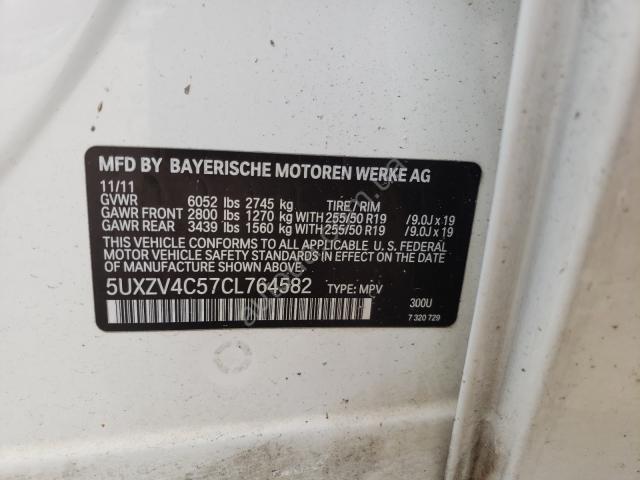 MFD BY BAYERISCHE MOTOREN WERKE AG
11/11
GVWR 6052 lbs 2745 kg TIRE/RIM
GAWR FRONT 2800 lbs 1270 kg WITH 255/50 R19 /9.0J x 19
GAWR REAR 3439 lbs 1560 kg WITH 255/50 R19 /9.0J x 19
THIS VEHICLE CONFORMS TO ALL APPLICABLE U. S. FEDERAL
MOTOR VEHICLE SAFETY STANDARDS IN EFFECT ON THE DATE
OF MANUFACTURE SHOWN ABOVE.
5UXZV4C57CL764582 TYPE: MPV
300U
7 320 729